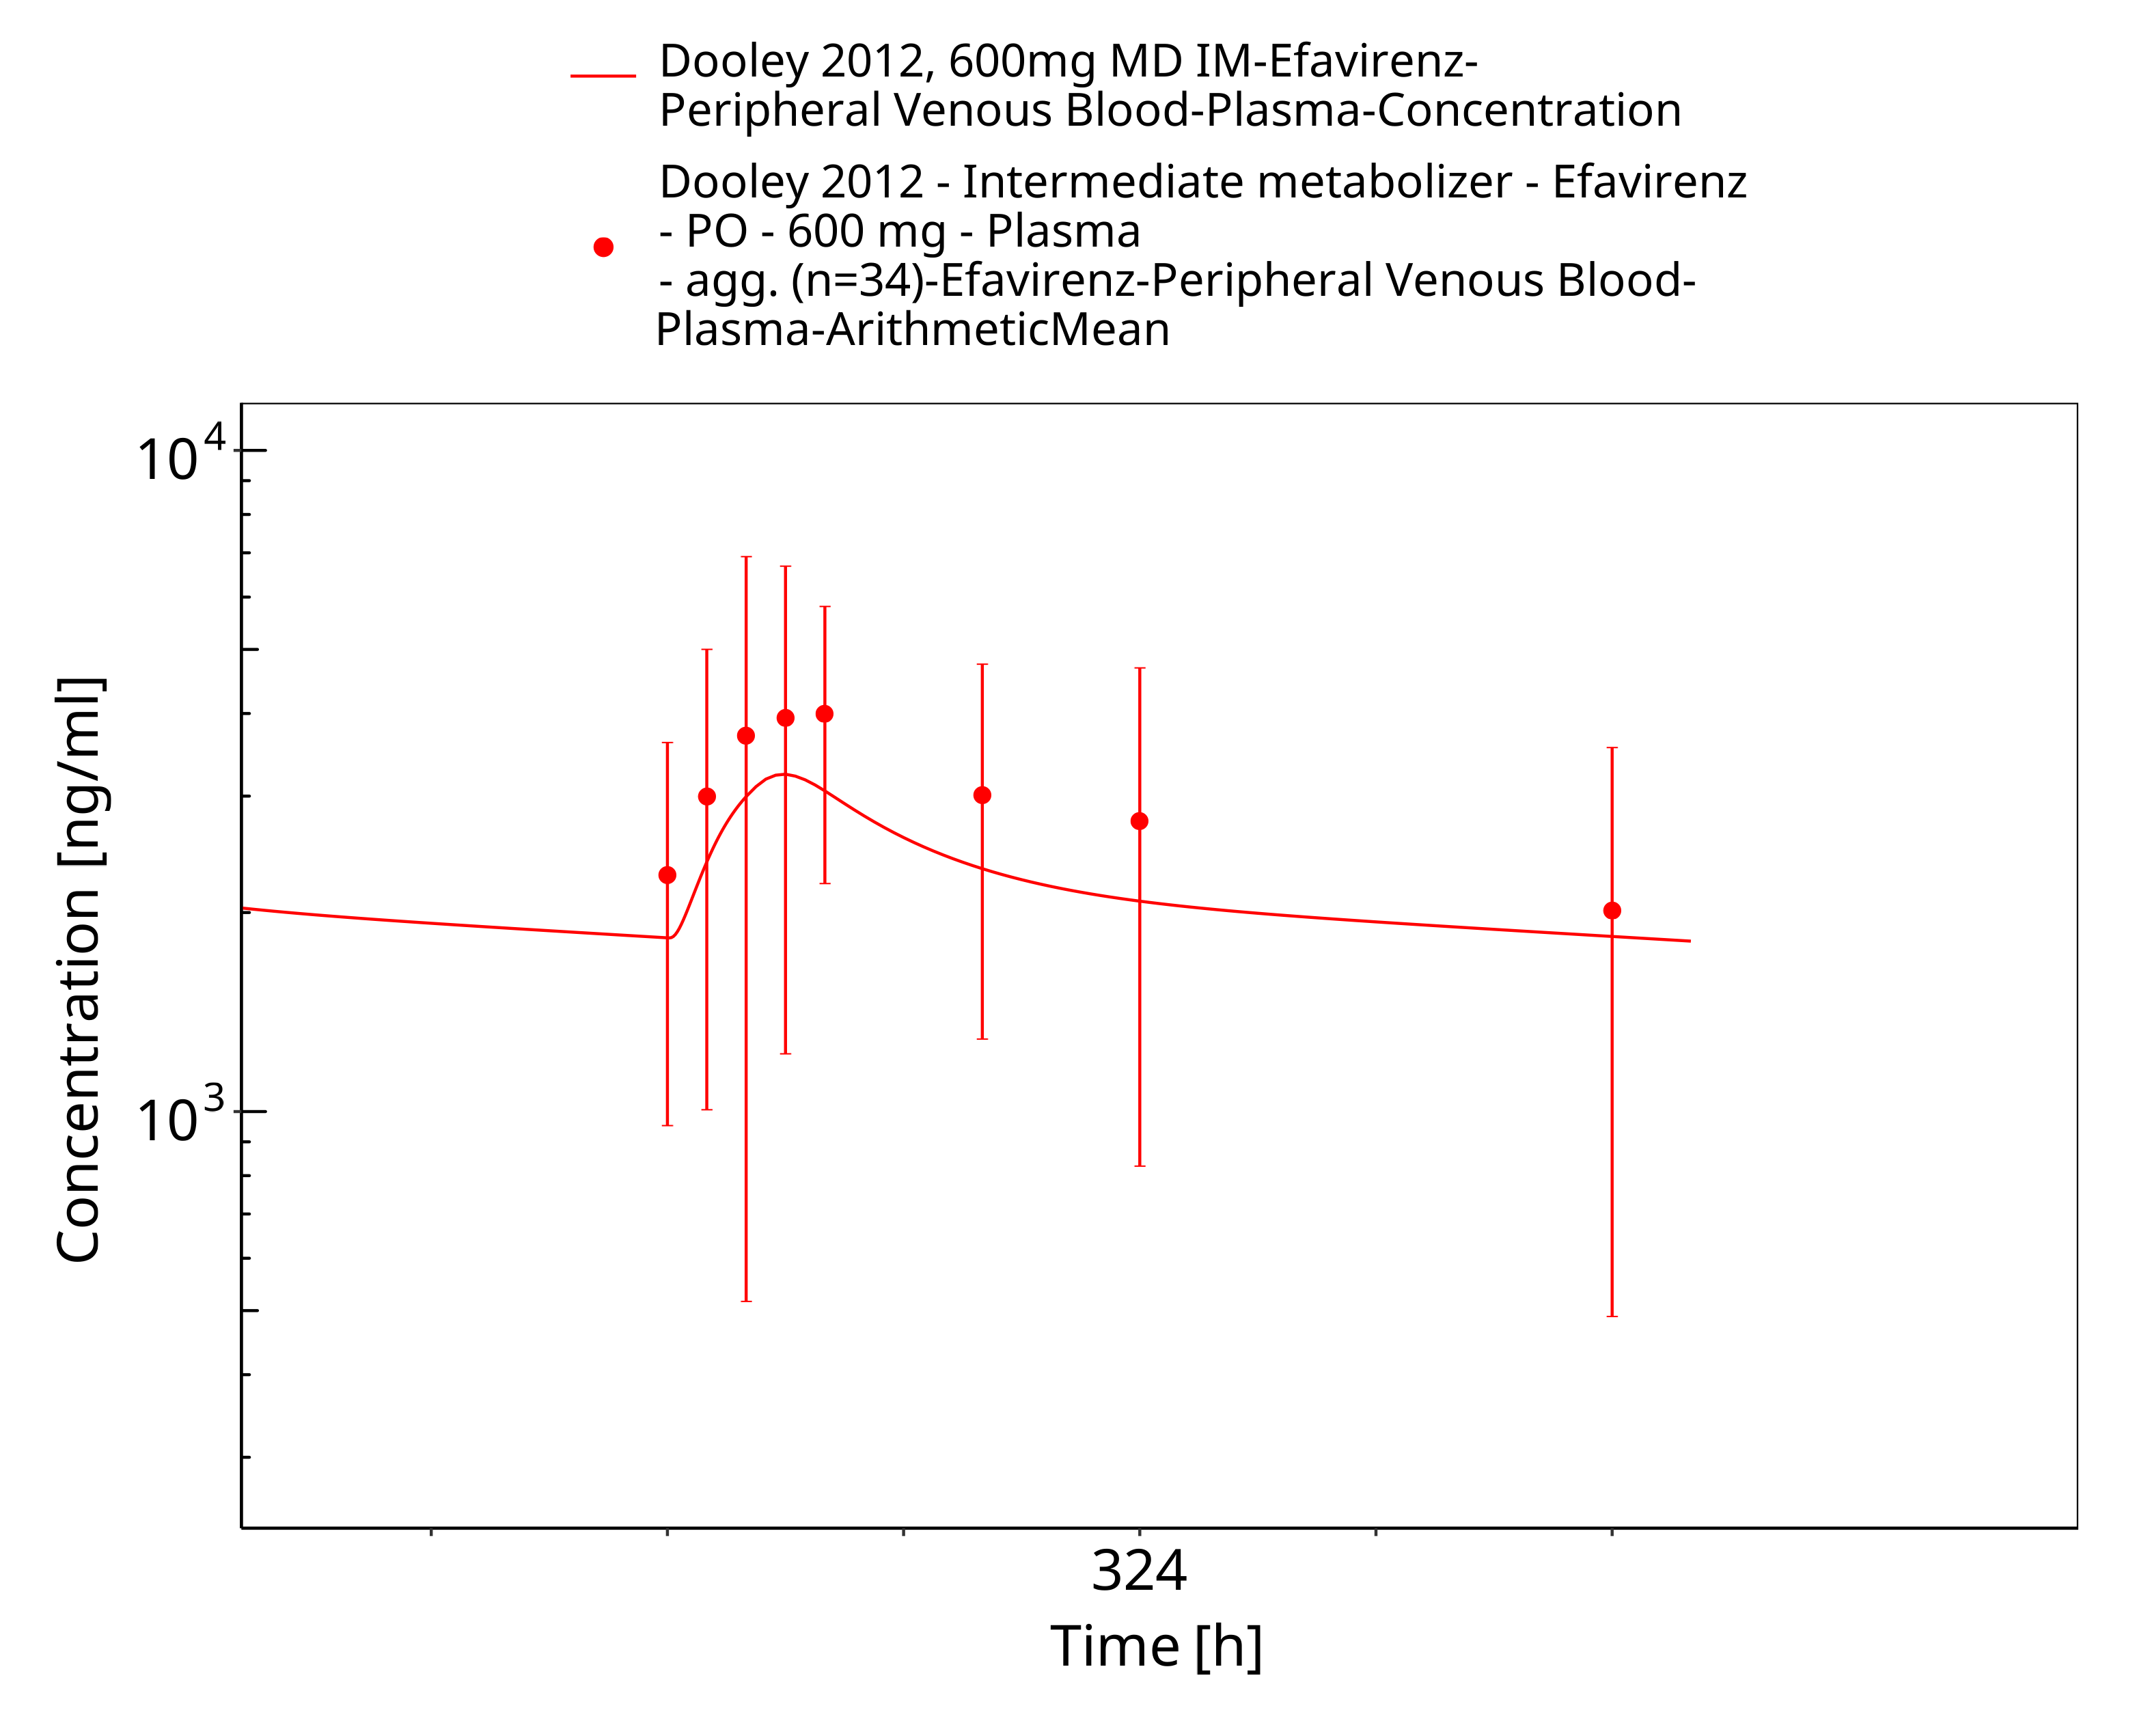 Dooley 2012, 600mg MD IM-Efavirenz-
Peripheral Venous Blood-Plasma-Concentration
Dooley 2012 - Intermediate metabolizer - Efavirenz
- PO - 600 mg - Plasma
- agg. (n=34)-Efavirenz-Peripheral Venous Blood-
Plasma-ArithmeticMean
10^4
10^3
Concentration [ng/ml]
324
Time [h]